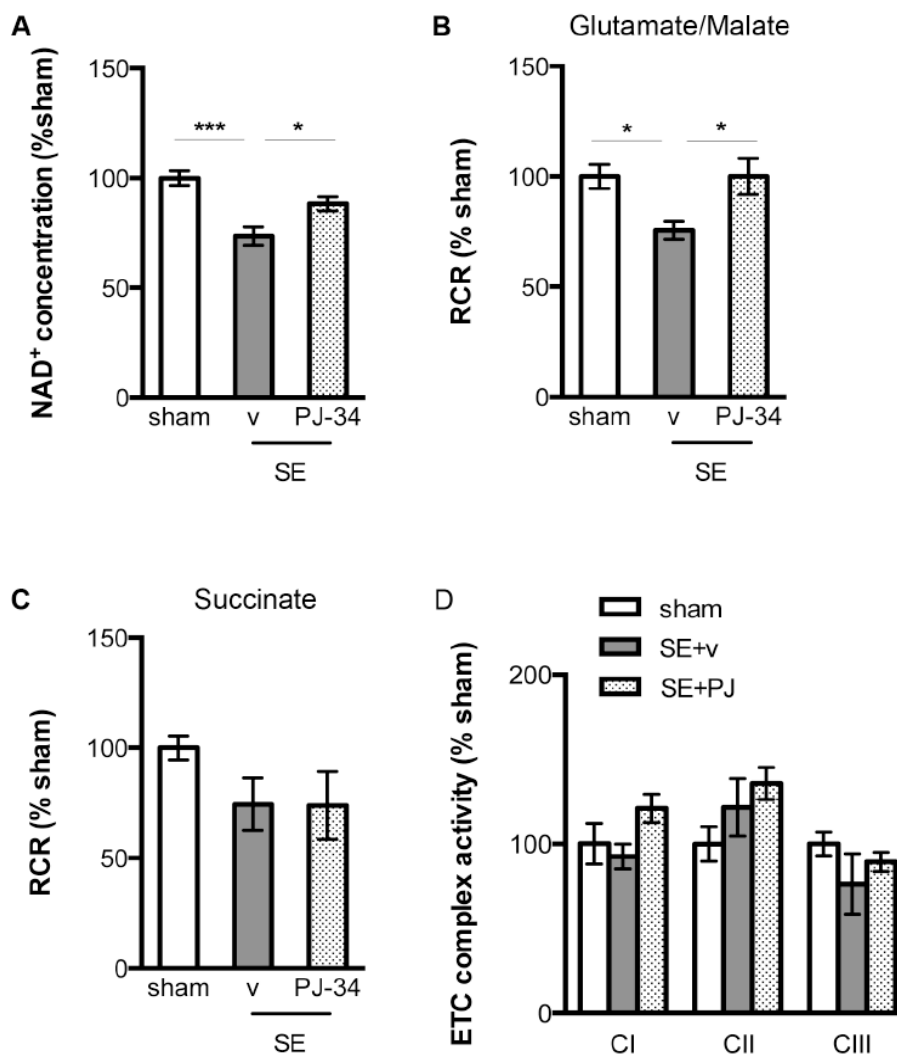 A
NAD+ concentration (%sham)
150
100
50
0
*** *
sham v PJ-34
SE
B Glutamate/Malate
RCR (% sham)
150
100
50
0
* *
sham v PJ-34
SE
C Succinate
RCR (% sham)
150
100
50
0
sham v PJ-34
SE
D
sham
SE+v
SE+PJ
ETC complex activity (% sham)
200
100
0
CI CII CIII